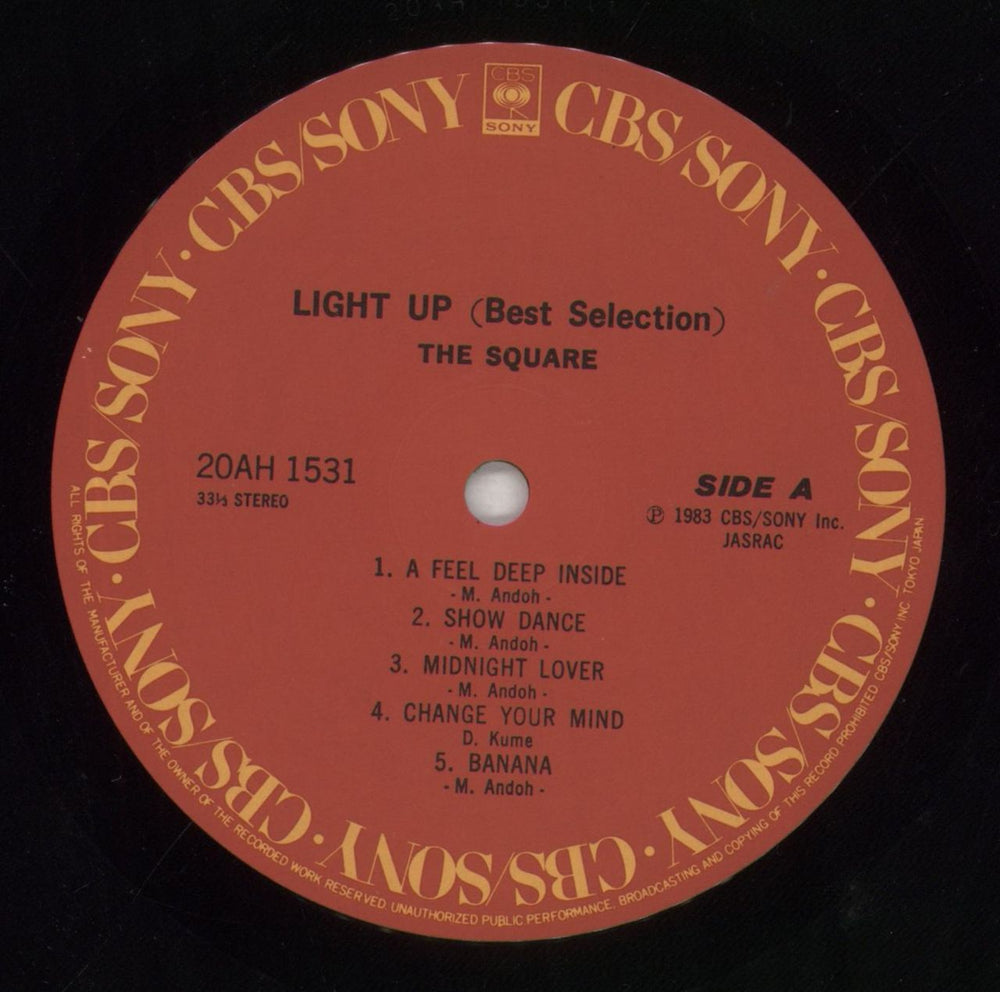 CBS
SONY
CBS/SONY · CBS/SONY · CBS/SONY · CBS/SONY · CBS/SONY · CBS/SONY · CBS/SONY · CBS/SONY
LIGHT UP (Best Selection)
THE SQUARE
20AH 1531
33⅓ STEREO
SIDE A
Ⓟ 1983 CBS/SONY Inc.
JASRAC
1. A FEEL DEEP INSIDE
- M. Andoh -
2. SHOW DANCE
- M. Andoh -
3. MIDNIGHT LOVER
- M. Andoh -
4. CHANGE YOUR MIND
D. Kume
5. BANANA
- M. Andoh -
ALL RIGHTS OF THE MANUFACTURER AND OF THE OWNER OF THE RECORDED WORK RESERVED. UNAUTHORIZED PUBLIC PERFORMANCE, BROADCASTING AND COPYING OF THIS RECORD PROHIBITED CBS/SONY INC. TOKYO JAPAN